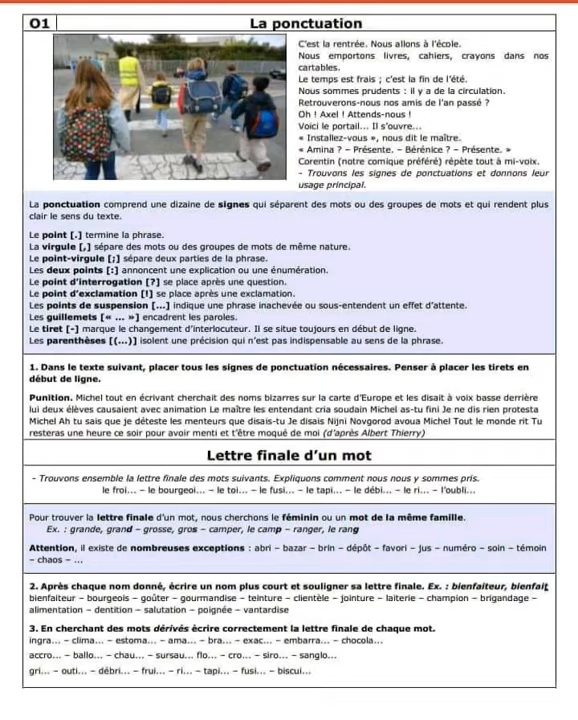 O1 La ponctuation
C'est la rentrée. Nous allons à l'école.
Nous emportons livres, cahiers, crayons dans nos
cartables.
Le temps est frais ; c'est la fin de l'été.
Nous sommes prudents : il y a de la circulation.
Retrouverons-nous nos amis de l'an passé ?
Oh ! Axel ! Attends-nous !
Voici le portail... Il s'ouvre...
« Installez-vous », nous dit le maître.
« Amina ? – Présente. – Bérénice ? – Présente. »
Corentin (notre comique préféré) répète tout à mi-voix.
- Trouvons les signes de ponctuations et donnons leur
usage principal.
La ponctuation comprend une dizaine de signes qui séparent des mots ou des groupes de mots et qui rendent plus
clair le sens du texte.
Le point [.] termine la phrase.
La virgule [,] sépare des mots ou des groupes de mots de même nature.
Le point-virgule [;] sépare deux parties de la phrase.
Les deux points [:] annoncent une explication ou une énumération.
Le point d'interrogation [?] se place après une question.
Le point d'exclamation [!] se place après une exclamation.
Les points de suspension [...] indique une phrase inachevée ou sous-entendent un effet d'attente.
Les guillemets [« ... »] encadrent les paroles.
Le tiret [-] marque le changement d'interlocuteur. Il se situe toujours en début de ligne.
Les parenthèses [(...)] isolent une précision qui n'est pas indispensable au sens de la phrase.
1. Dans le texte suivant, placer tous les signes de ponctuation nécessaires. Penser à placer les tirets en
début de ligne.
Punition. Michel tout en écrivant cherchait des noms bizarres sur la carte d'Europe et les disait à voix basse derrière
lui deux élèves causaient avec animation Le maître les entendant cria soudain Michel as-tu fini Je ne dis rien protesta
Michel Ah tu sais que je déteste les menteurs que disais-tu Je disais Nijni Novgorod avoua Michel Tout le monde rit Tu
resteras une heure ce soir pour avoir menti et t'être moqué de moi (d'après Albert Thierry)
Lettre finale d'un mot
- Trouvons ensemble la lettre finale des mots suivants. Expliquons comment nous nous y sommes pris.
le froi... – le bourgeoi... – le toi... – le fusi... – le tapi... – le débi... – le ri... – l'oubli...
Pour trouver la lettre finale d'un mot, nous cherchons le féminin ou un mot de la même famille.
Ex. : grande, grand – grosse, gros – camper, le camp – ranger, le rang
Attention, il existe de nombreuses exceptions : abri – bazar – brin – dépôt – favori – jus – numéro – soin – témoin
– chaos – ...
2. Après chaque nom donné, écrire un nom plus court et souligner sa lettre finale. Ex. : bienfaiteur, bienfait
bienfaiteur – bourgeois – goûter – gourmandise – teinture – clientèle – jointure – laiterie – champion – brigandage –
alimentation – dentition – salutation – poignée – vantardise
3. En cherchant des mots dérivés écrire correctement la lettre finale de chaque mot.
ingra... – clima... – estoma... – ama... – bra... – exac... – embarra... – chocola...
accro... – ballo... – chau... – sursau... flo... – cro... – siro... – sanglo...
gri... – outi... – débri... – frui... – ri... – tapi... – fusi... – biscui...